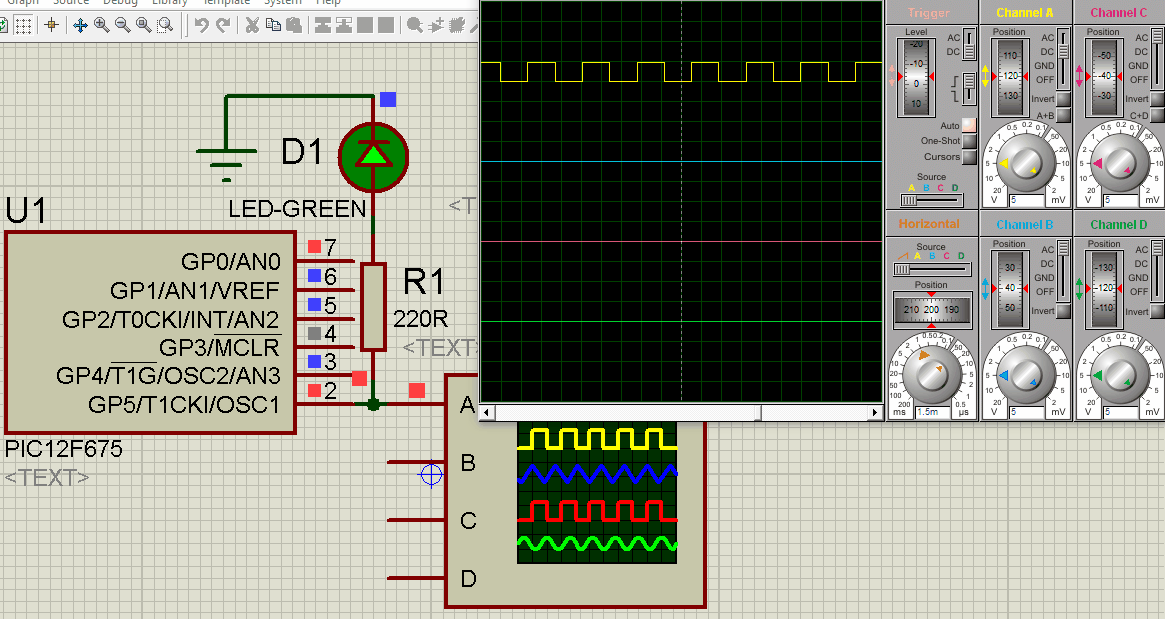 Graph Source Debug Library Template System Help
U1
D1
LED-GREEN
<T
GP0/AN0 7
GP1/AN1/VREF 6
GP2/T0CKI/INT/AN2 5
GP3/MCLR 4
GP4/T1G/OSC2/AN3 3
GP5/T1CKI/OSC1 2
PIC12F675
<TEXT>
R1
220R
<TEXT>
A
B
C
D
Trigger
Level
-20
-10
0
10
AC
DC
Auto
One-Shot
Cursors
Source
A B C D
Channel A
Position
110
120
130
AC
DC
GND
OFF
Invert
A+B
0.5 0.2 0.1
1
2
5
10
20
50
20
10
5
2
V 5 mV
Channel C
Position
-50
-40
-30
AC
DC
GND
OFF
Invert
C+D
0.5 0.2 0.1
1
2
5
10
20
50
20
10
5
2
V 5 mV
Horizontal
Source
A B C D
Position
210 200 190
1 0.5 0.2 0.1
2
5
10
20
50
100
200
50
20
10
5
2
1
0.5
ms 1.5m µs
Channel B
Position
30
40
50
AC
DC
GND
OFF
Invert
0.5 0.2 0.1
1
2
5
10
20
50
20
10
5
2
V 5 mV
Channel D
Position
-130
-120
-110
AC
DC
GND
OFF
Invert
0.5 0.2 0.1
1
2
5
10
20
50
20
10
5
2
V 5 mV